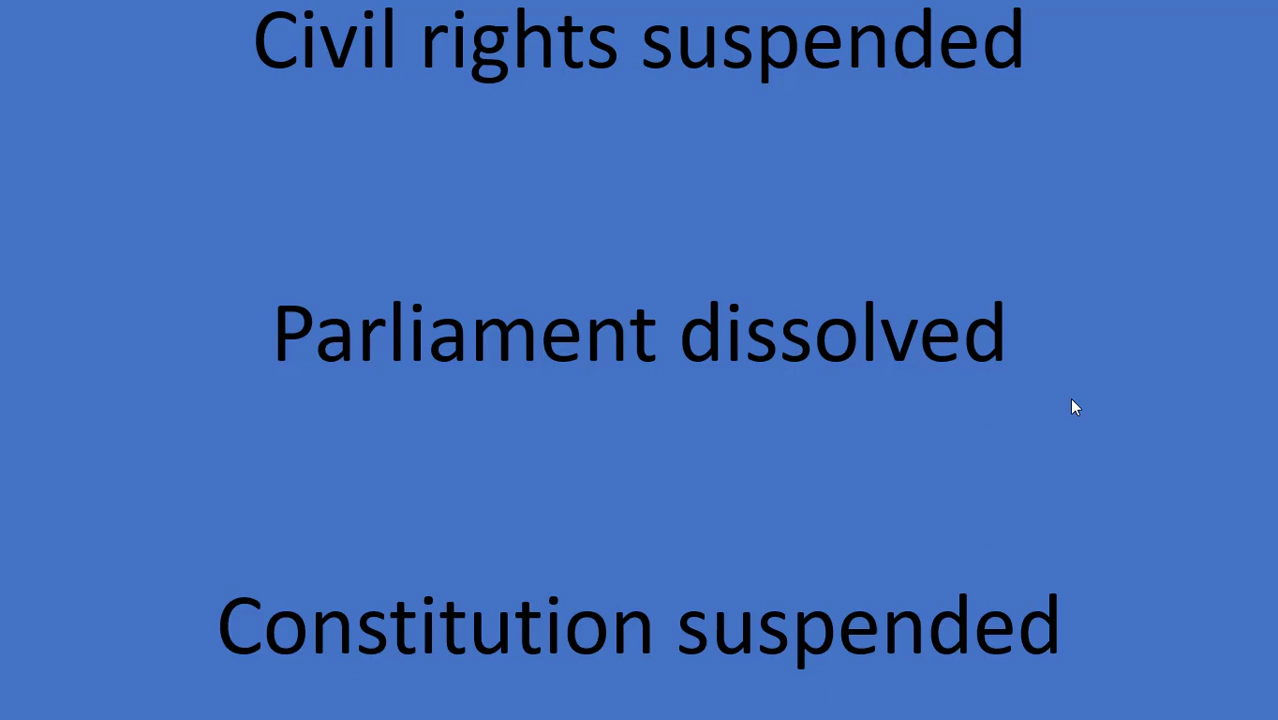 Civil rights suspended
Parliament dissolved
Constitution suspended